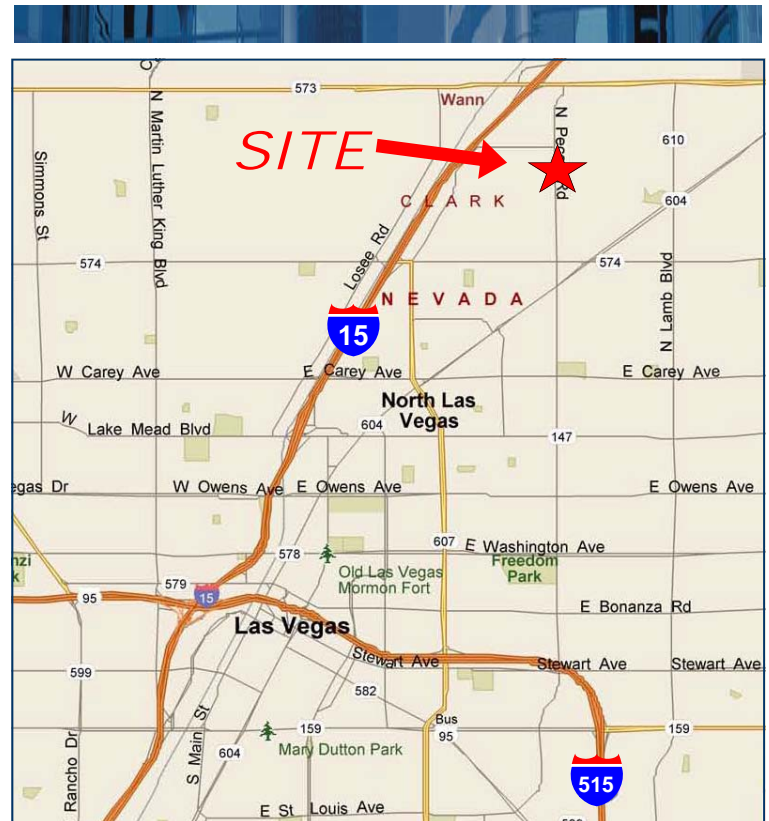 573
Wann
N Martin Luther King Blvd
SITE
610
Simmons St
CLARK
604
Losee Rd
574
574
N Lamb Blvd
NEVADA
15
W Carey Ave
E Carey Ave
E Carey Ave
North Las
Vegas
W
Lake Mead Blvd
604
147
egas Dr
W Owens Ave
E Owens Ave
E Owens Ave
607
E Washington Ave
578
nzi
k
Freedom
Park
Old Las Vegas
Mormon Fort
579
95
15
E Bonanza Rd
Las Vegas
Stewart Ave
Stewart Ave
Stewart Ave
599
582
S Main St
Bus
95
159
159
Rancho Dr
604
Mary Dutton Park
515
E St Louis Ave